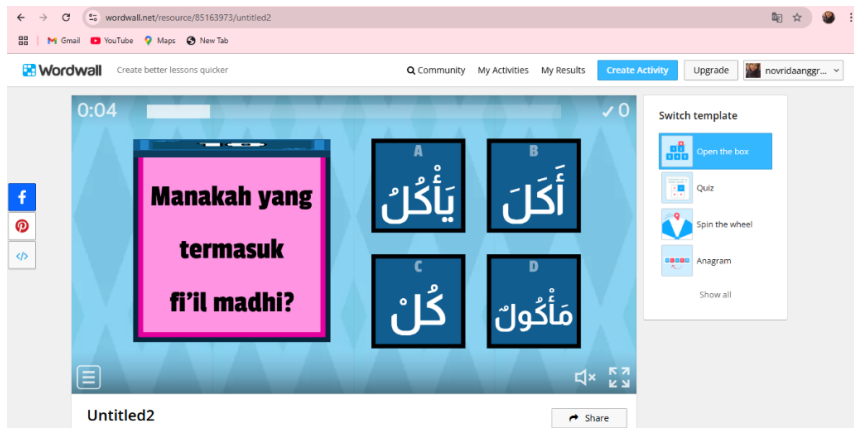 wordwall.net/resource/85163973/untitled2
Gmail
YouTube
Maps
New Tab
Wordwall
Create better lessons quicker
Community
My Activities
My Results
Create Activity
Upgrade
novridaanggr...
0:04
✓0
Manakah yang
termasuk
fi'il madhi?
A
يَأْكُلُ
B
أَكَلَ
C
كُلْ
D
مَأْكُولٌ
Switch template
Open the box
Quiz
Spin the wheel
Anagram
Show all
Untitled2
Share